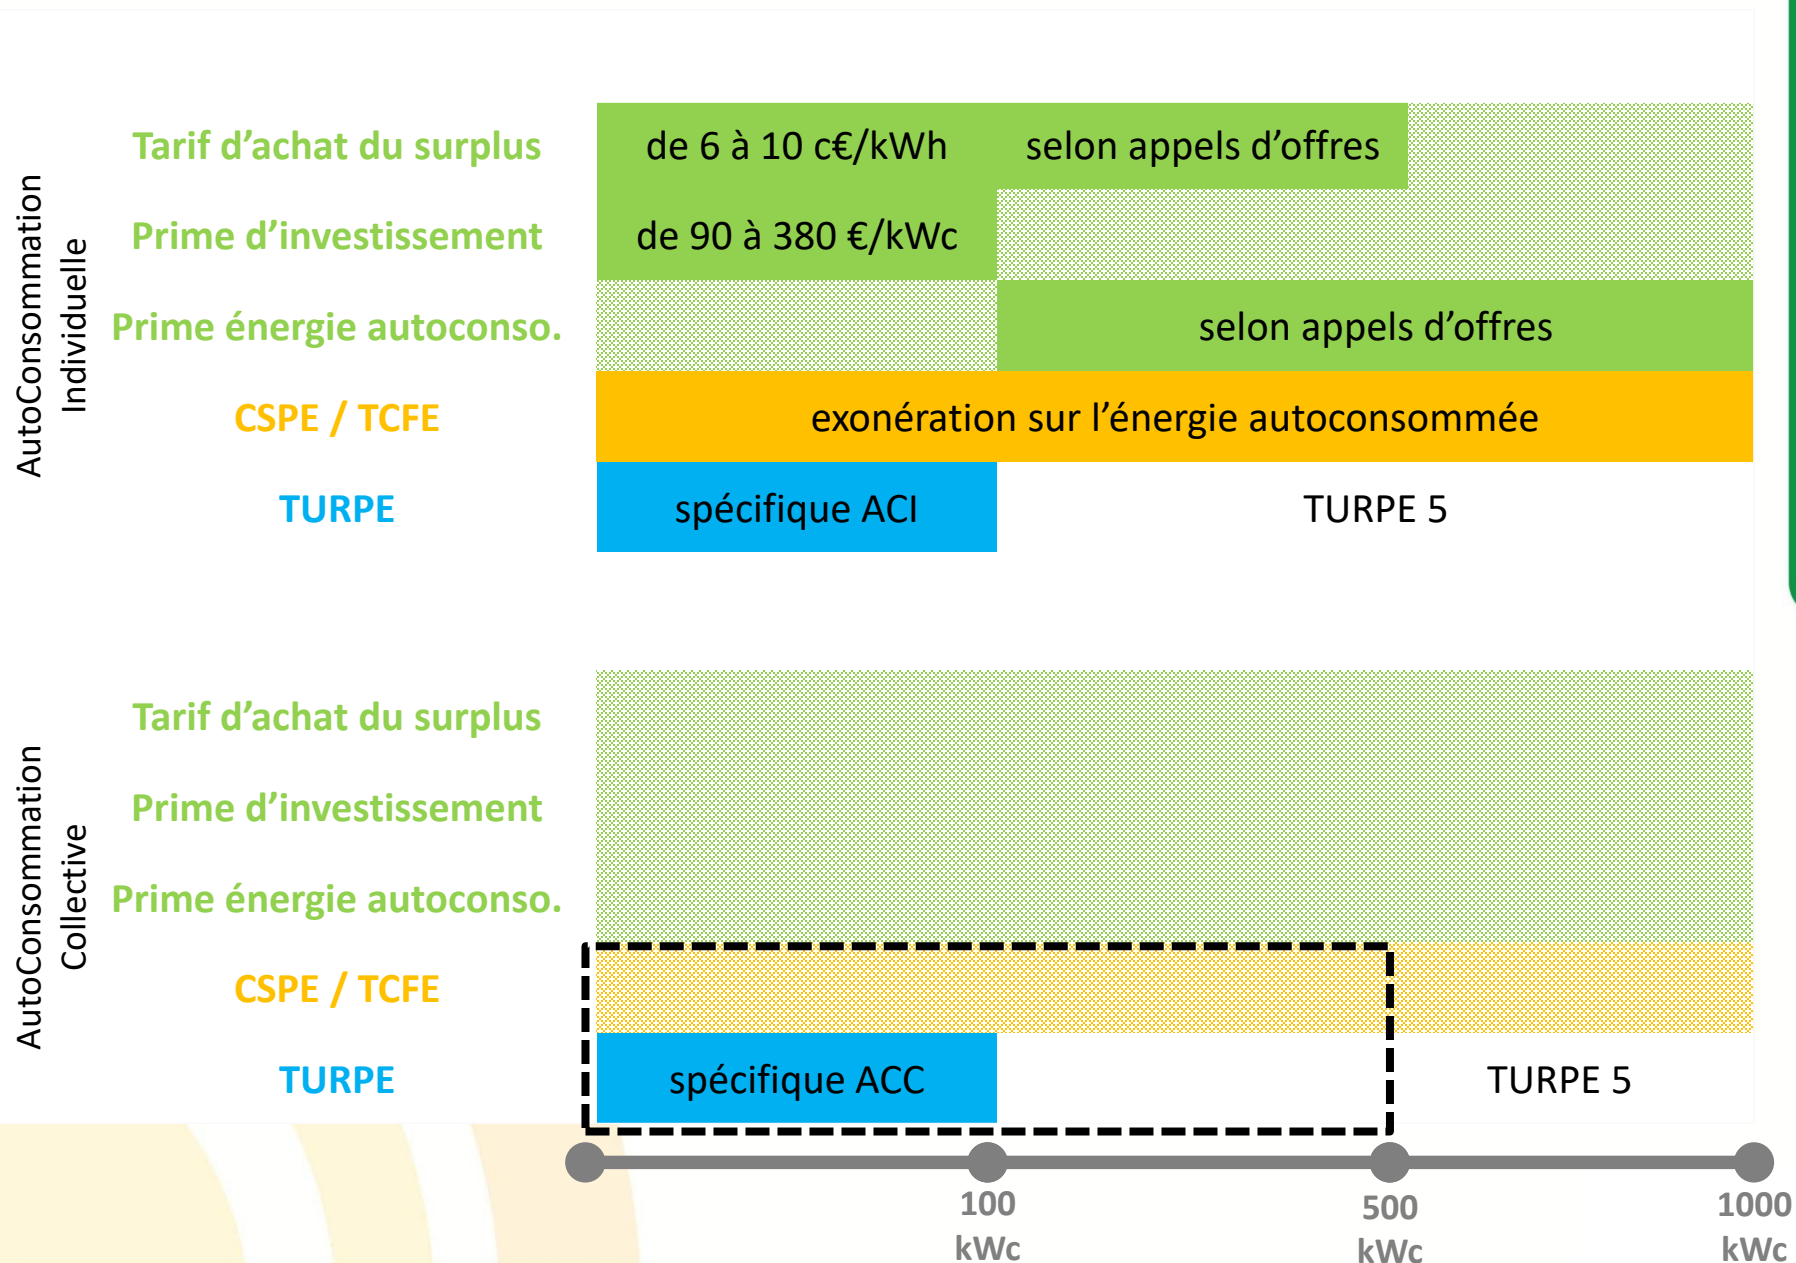 AutoConsommation
Individuelle
Tarif d'achat du surplus
de 6 à 10 c€/kWh
selon appels d'offres
Prime d'investissement
de 90 à 380 €/kWc
Prime énergie autoconso.
selon appels d'offres
CSPE / TCFE
exonération sur l'énergie autoconsommée
TURPE
spécifique ACI
TURPE 5
AutoConsommation
Collective
Tarif d'achat du surplus
Prime d'investissement
Prime énergie autoconso.
CSPE / TCFE
TURPE
spécifique ACC
TURPE 5
100
kWc
500
kWc
1000
kWc